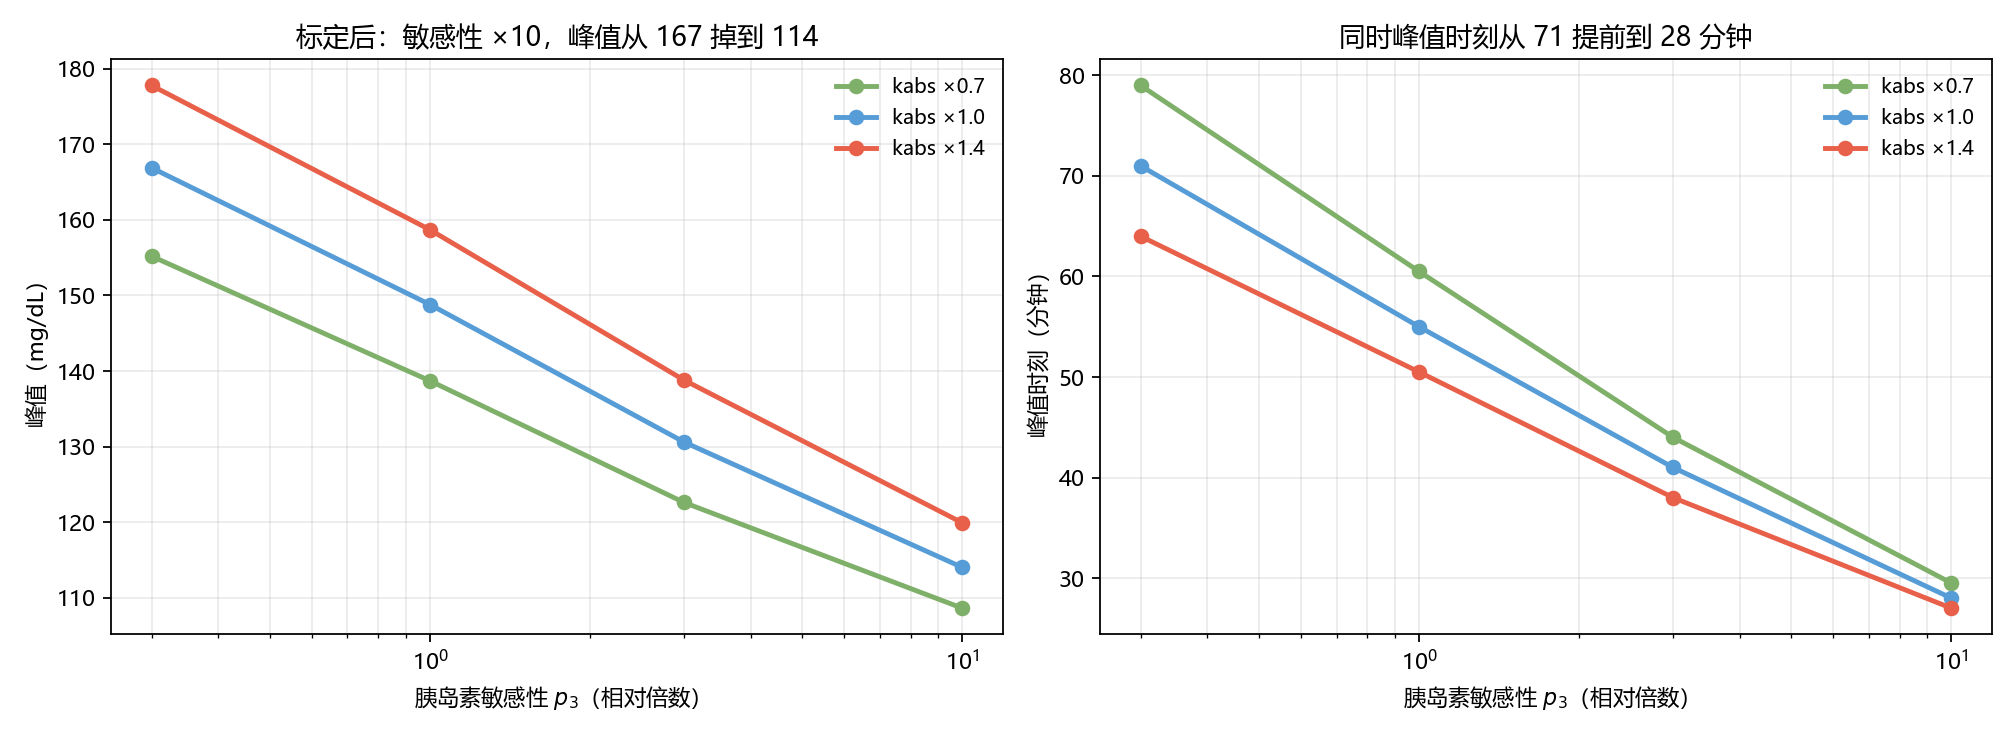 标定后：敏感性 ×10，峰值从 167 掉到 114
180
170
160
150
140
130
120
110
峰值（mg/dL）
kabs ×0.7
kabs ×1.0
kabs ×1.4
10⁰
10¹
胰岛素敏感性 p₃（相对倍数）
同时峰值时刻从 71 提前到 28 分钟
80
70
60
50
40
30
峰值时刻（分钟）
kabs ×0.7
kabs ×1.0
kabs ×1.4
10⁰
10¹
胰岛素敏感性 p₃（相对倍数）